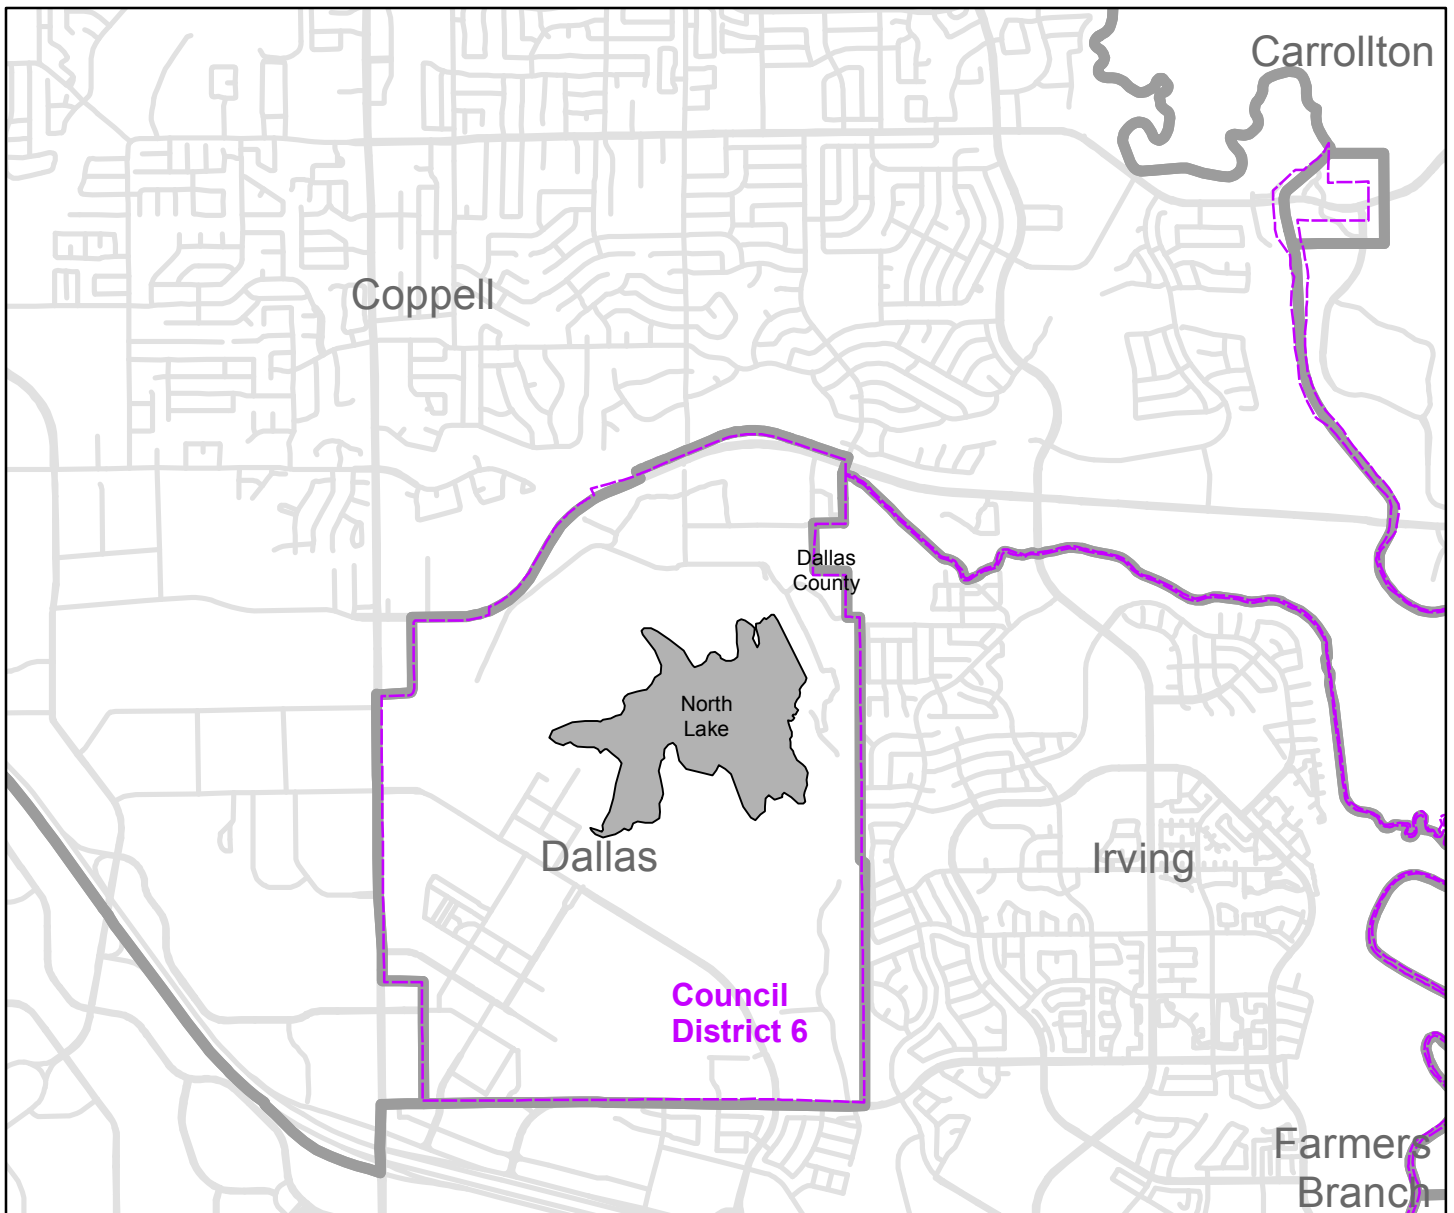 Carrollton
Coppell
Dallas
County
North
Lake
Dallas
Irving
Council
District 6
Farmers
Branch